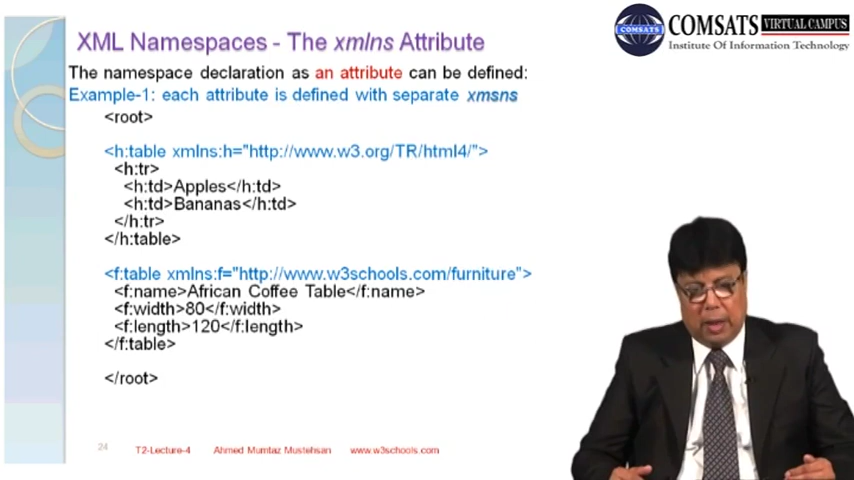 XML Namespaces - The xmlns Attribute
COMSATS VIRTUAL CAMPUS
Institute Of Information Technology
COMSATS
The namespace declaration as an attribute can be defined:
Example-1: each attribute is defined with separate xmsns
<root>
<h:table xmlns:h="http://www.w3.org/TR/html4/">
<h:tr>
<h:td>Apples</h:td>
<h:td>Bananas</h:td>
</h:tr>
</h:table>
<f:table xmlns:f="http://www.w3schools.com/furniture">
<f:name>African Coffee Table</f:name>
<f:width>80</f:width>
<f:length>120</f:length>
</f:table>
</root>
24 T2-Lecture-4 Ahmed Mumtaz Mustehsan www.w3schools.com